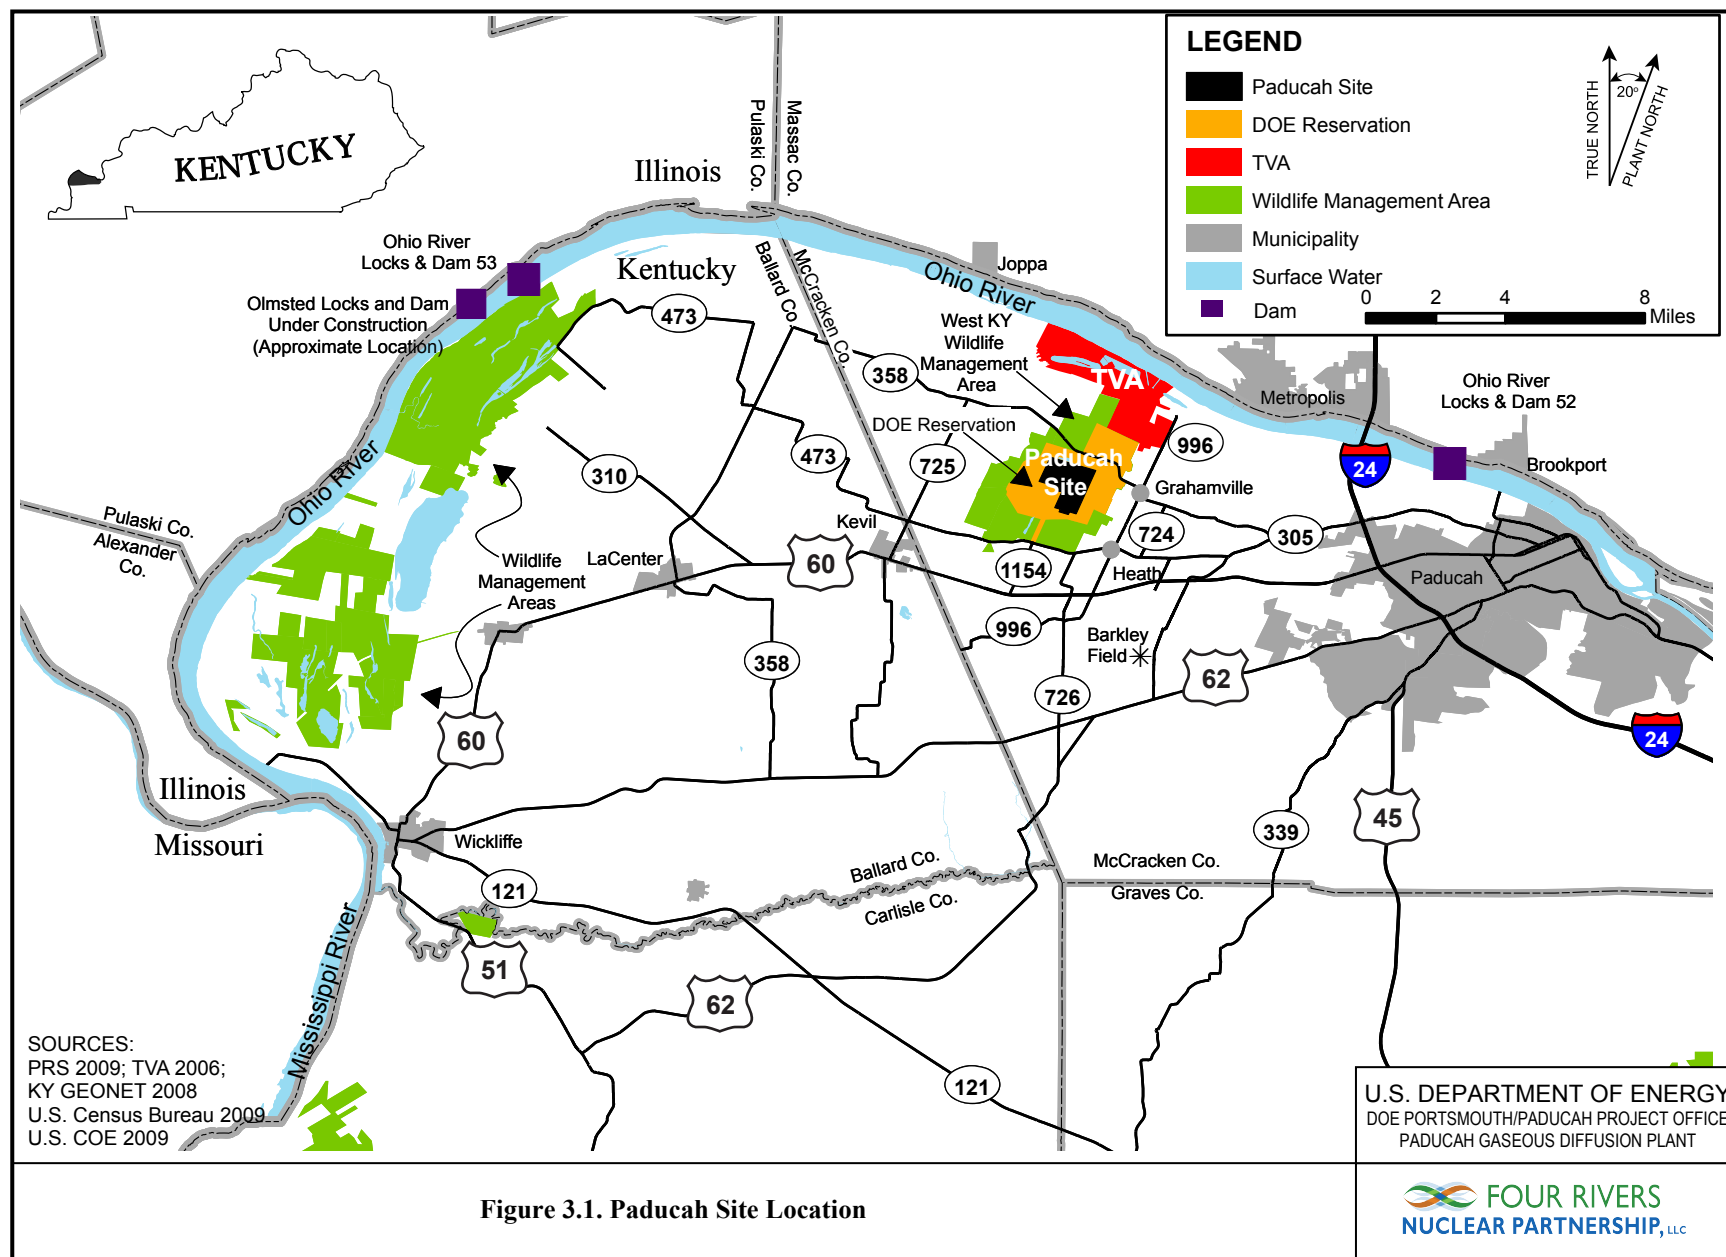 LEGEND
Paducah Site
DOE Reservation
TVA
Wildlife Management Area
Municipality
Surface Water
Dam
0 2 4 8
Miles
TRUE NORTH
20°
PLANT NORTH
KENTUCKY
Illinois
Pulaski Co.
Massac Co.
Ohio River
Locks & Dam 53
Olmsted Locks and Dam
Under Construction
(Approximate Location)
Kentucky
Ballard Co
McCracken Co.
473
Ohio River
Joppa
West KY
Wildlife
Management
Area
358
TVA
DOE Reservation
Metropolis
Ohio River
Locks & Dam 52
Brookport
24
996
473
725
310
Paducah
Site
Grahamville
Kevil
724
305
Ohio River
Pulaski Co.
Alexander
Co.
Wildlife
Management
Areas
LaCenter
60
1154
Heath
Paducah
996
Barkley
Field
358
726
62
60
24
Illinois
Missouri
Wickliffe
45
339
Ballard Co.
Carlisle Co.
McCracken Co.
Graves Co.
121
51
62
121
Mississippi River
SOURCES:
PRS 2009; TVA 2006;
KY GEONET 2008
U.S. Census Bureau 2009
U.S. COE 2009
U.S. DEPARTMENT OF ENERGY
DOE PORTSMOUTH/PADUCAH PROJECT OFFICE
PADUCAH GASEOUS DIFFUSION PLANT
Figure 3.1. Paducah Site Location
FOUR RIVERS
NUCLEAR PARTNERSHIP, LLC